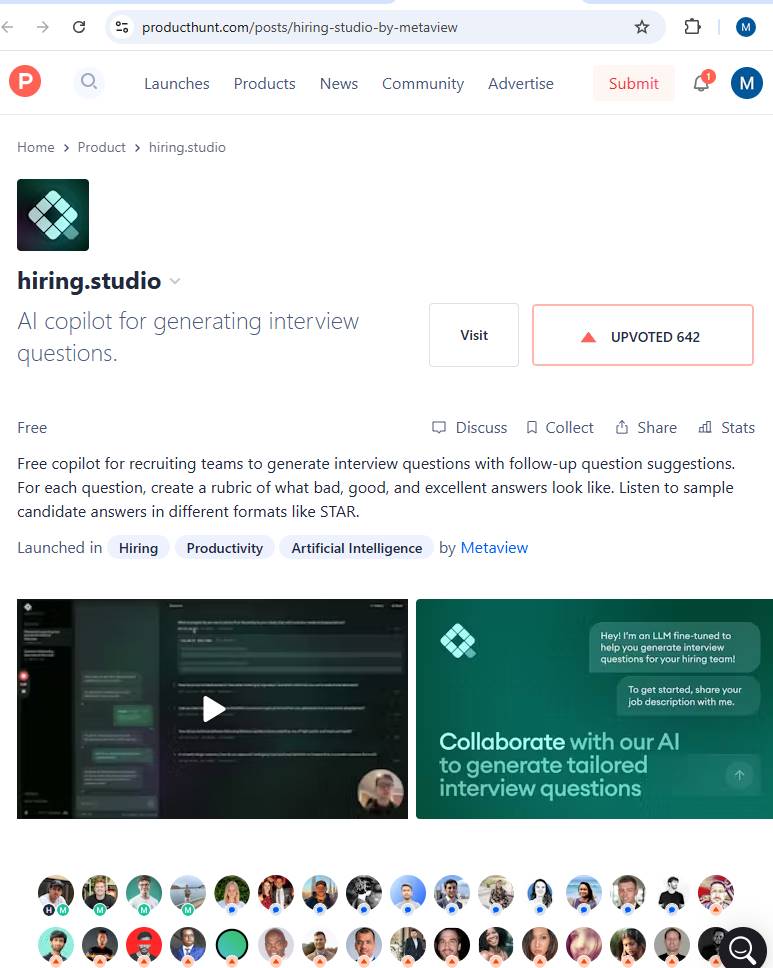 producthunt.com/posts/hiring-studio-by-metaview
M
P
Launches Products News Community Advertise Submit 1 M
Home > Product > hiring.studio
hiring.studio
AI copilot for generating interview
questions.
Visit
UPVOTED 642
Free
Discuss Collect Share Stats
Free copilot for recruiting teams to generate interview questions with follow-up question suggestions.
For each question, create a rubric of what bad, good, and excellent answers look like. Listen to sample
candidate answers in different formats like STAR.
Launched in Hiring Productivity Artificial Intelligence by Metaview
Hey! I'm an LLM fine-tuned to
help you generate interview
questions for your hiring team!
To get started, share your
job description with me.
Collaborate with our AI
to generate tailored
interview questions
H M M M M